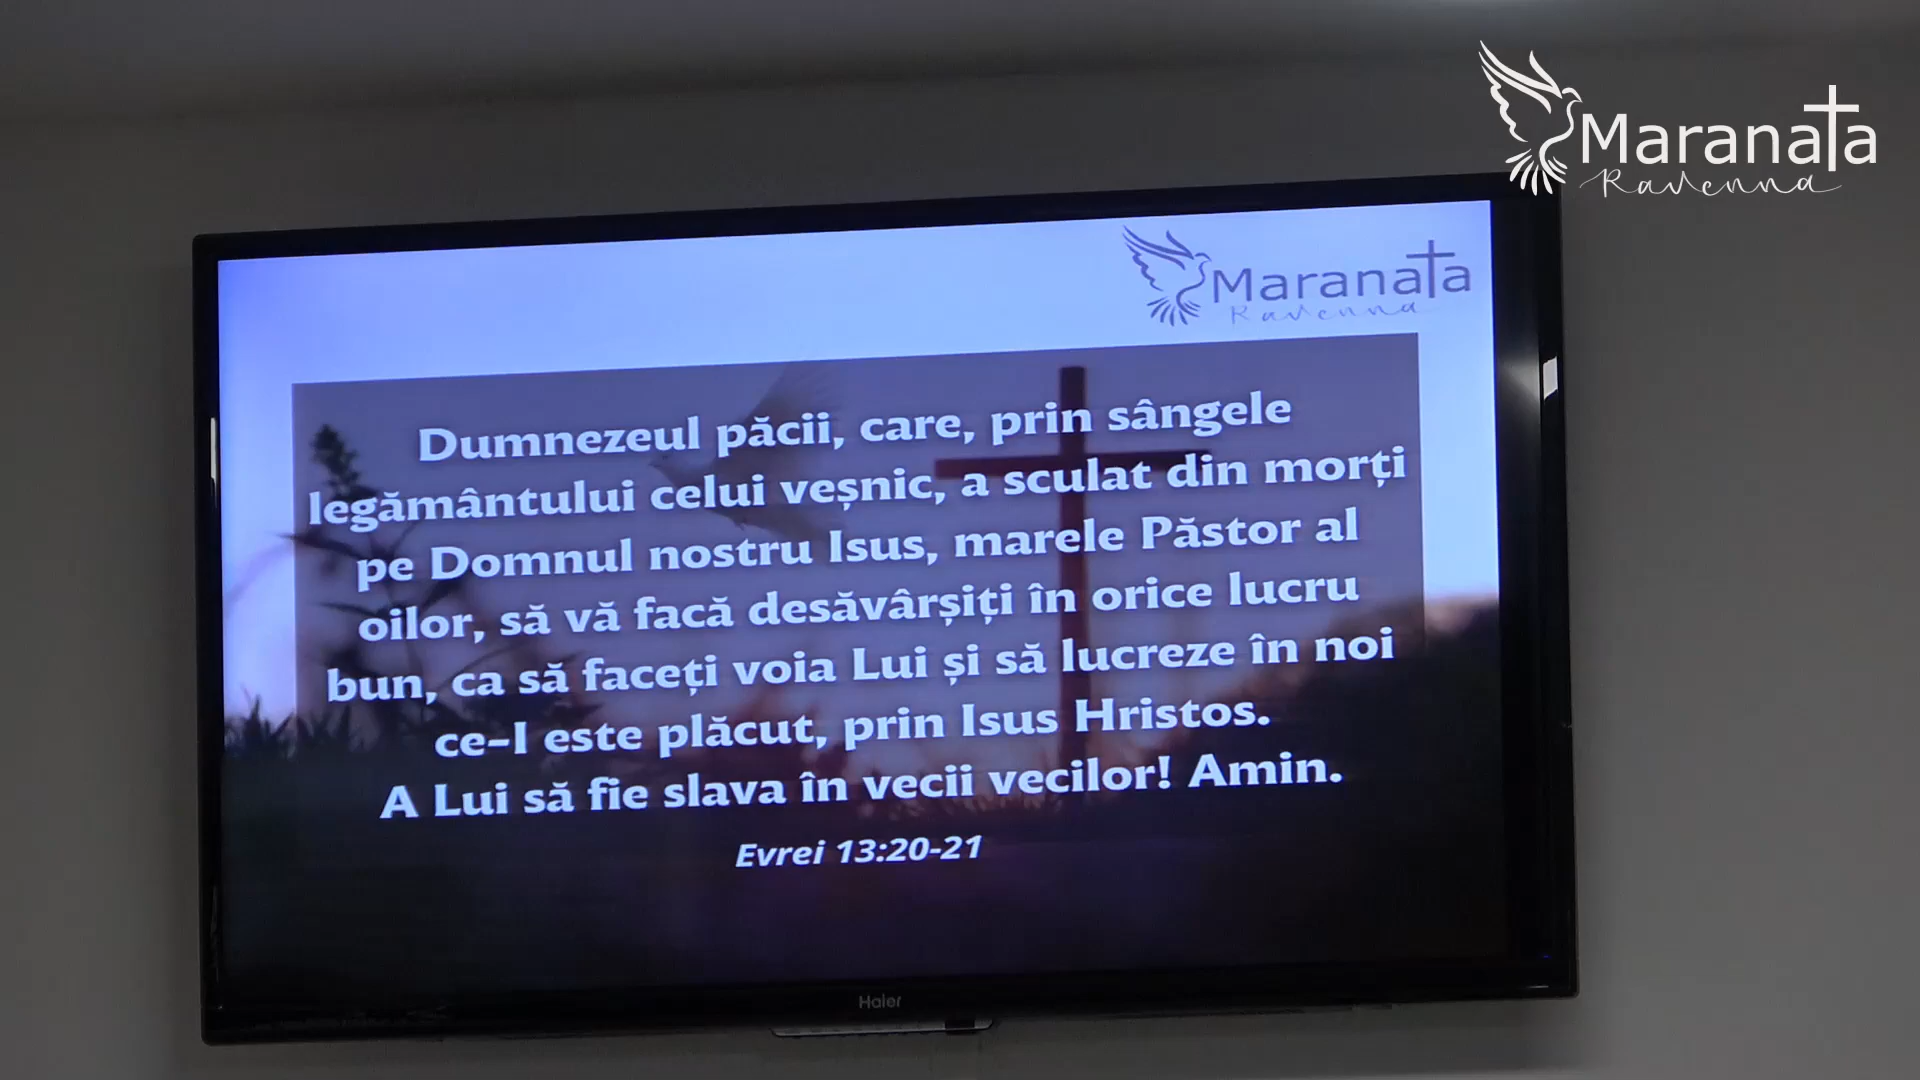 Maranata
Ravenna
Maranata
Ravenna
Dumnezeul păcii, care, prin sângele
legământului celui veșnic, a sculat din morți
pe Domnul nostru Isus, marele Păstor al
oilor, să vă facă desăvârșiți în orice lucru
bun, ca să faceți voia Lui și să lucreze în noi
ce-I este plăcut, prin Isus Hristos.
A Lui să fie slava în vecii vecilor! Amin.
Evrei 13:20-21
Haier